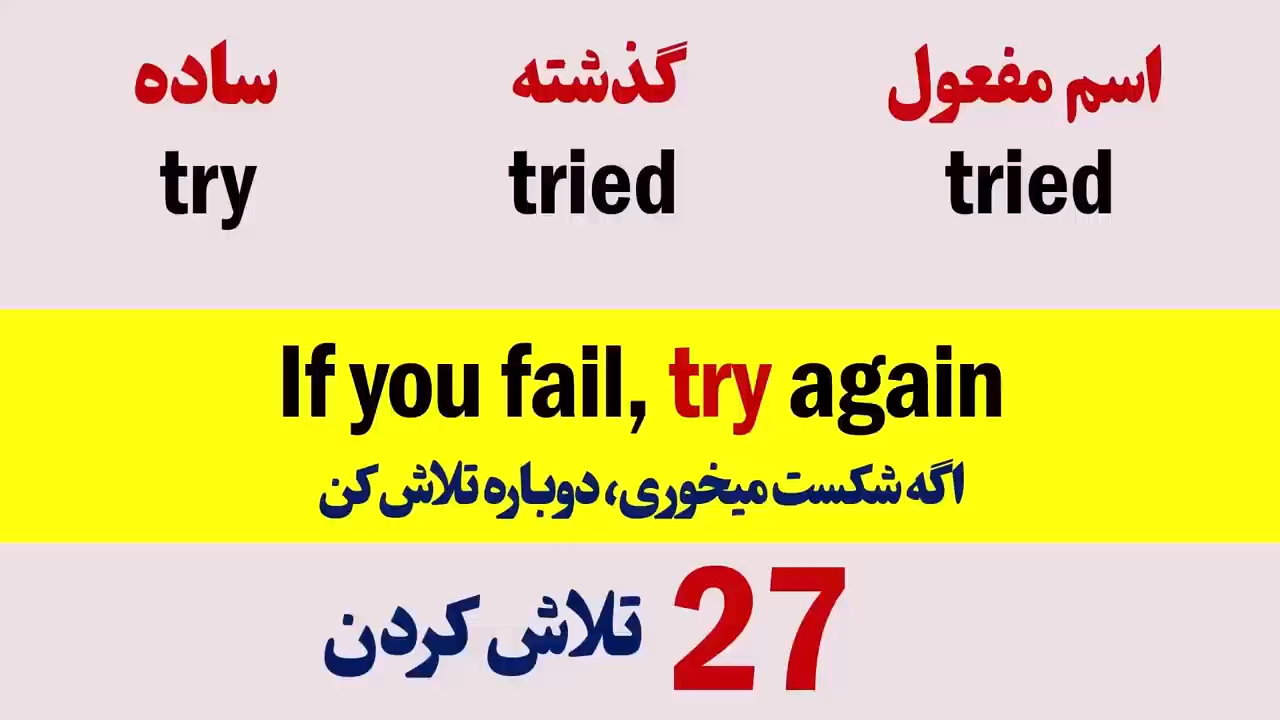 ساده گذشته اسم مفعول
try tried tried
If you fail, try again
اگه شکست میخوری، دوباره تلاش کن
27 تلاش کردن